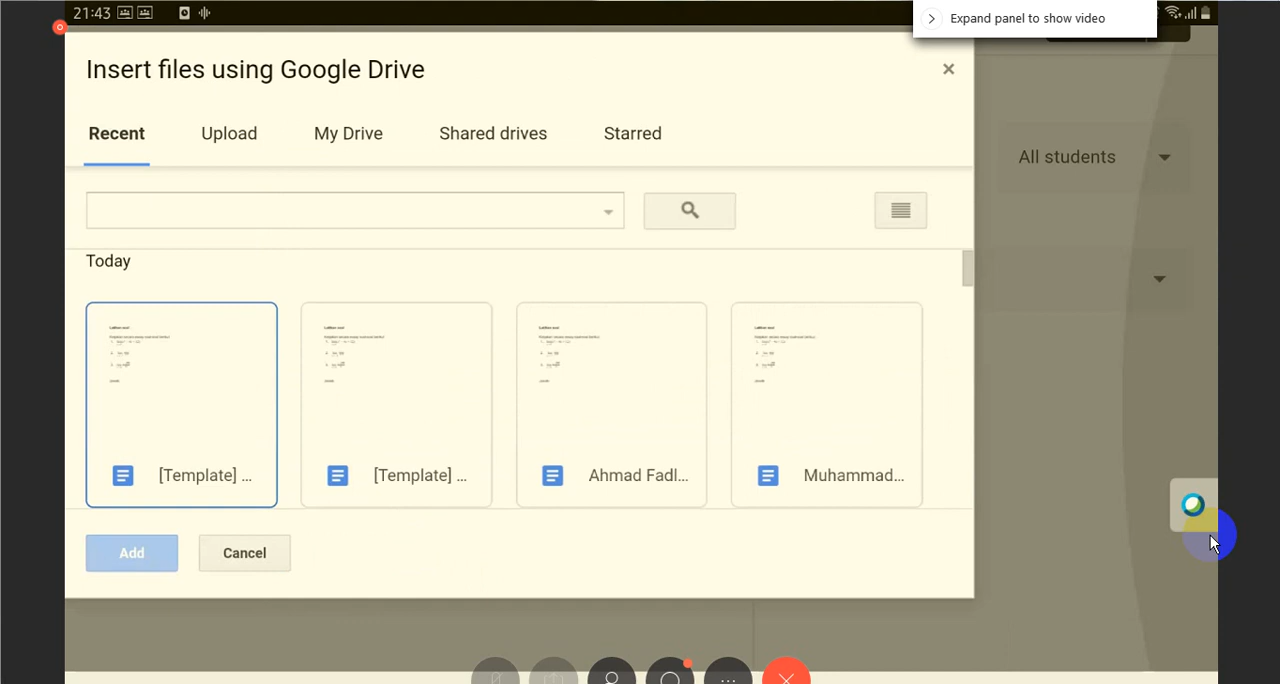 21:43
Expand panel to show video
Insert files using Google Drive
Recent Upload My Drive Shared drives Starred
All students
Today
[Template] ...
[Template] ...
Ahmad Fadl...
Muhammad...
Add
Cancel